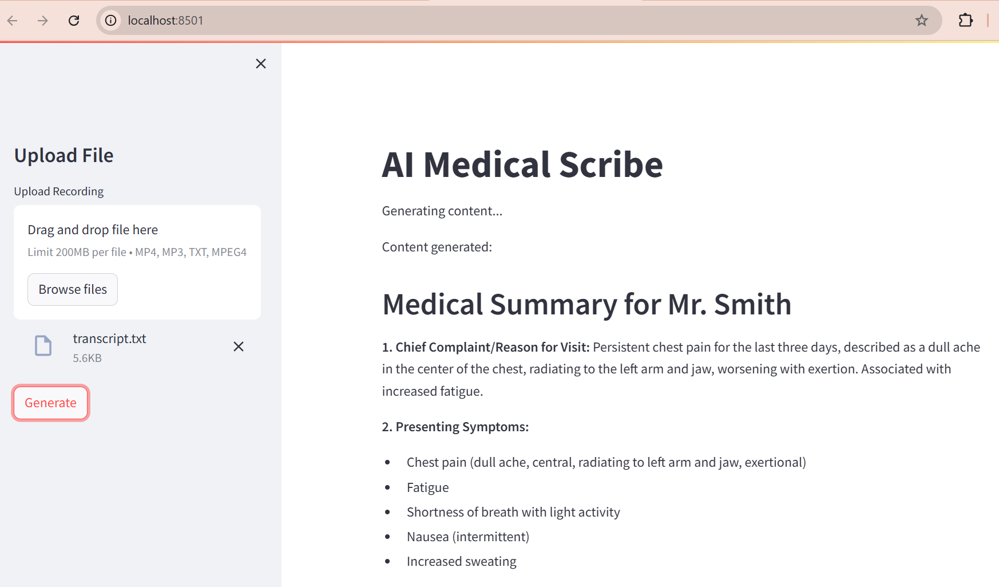 localhost:8501
Upload File
Upload Recording
Drag and drop file here
Limit 200MB per file • MP4, MP3, TXT, MPEG4
Browse files
transcript.txt
5.6KB
Generate
AI Medical Scribe
Generating content...
Content generated:
Medical Summary for Mr. Smith
1. Chief Complaint/Reason for Visit: Persistent chest pain for the last three days, described as a dull ache
in the center of the chest, radiating to the left arm and jaw, worsening with exertion. Associated with
increased fatigue.
2. Presenting Symptoms:
• Chest pain (dull ache, central, radiating to left arm and jaw, exertional)
• Fatigue
• Shortness of breath with light activity
• Nausea (intermittent)
• Increased sweating